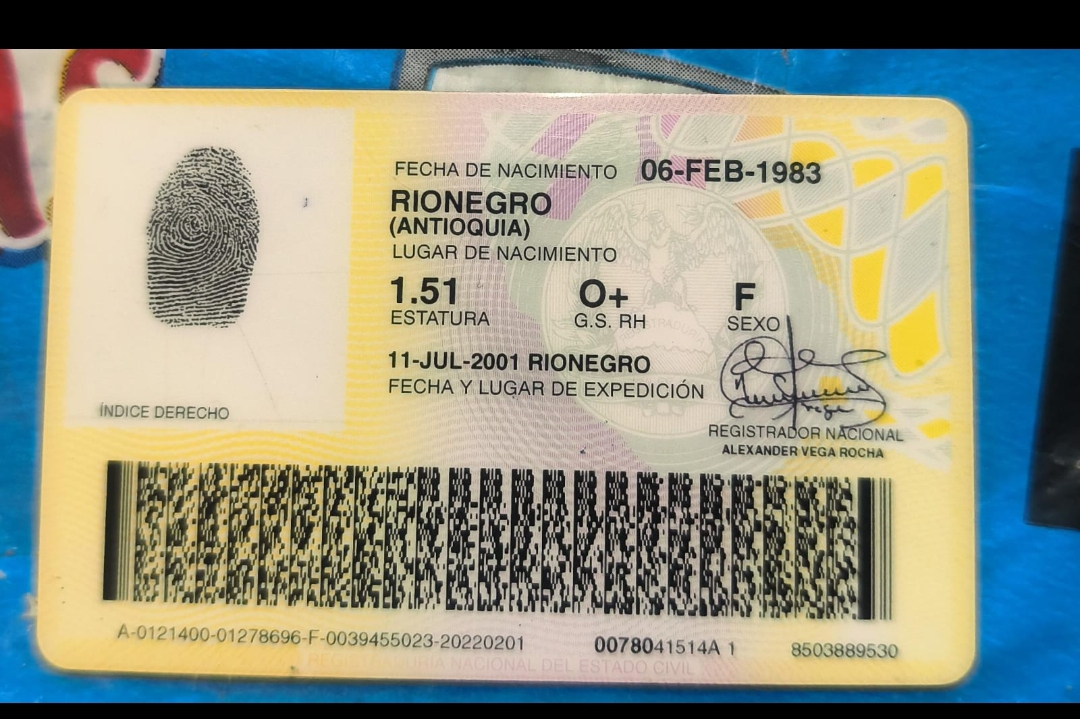 FECHA DE NACIMIENTO 06-FEB-1983
RIONEGRO
(ANTIOQUIA)
LUGAR DE NACIMIENTO
1.51 O+ F
ESTATURA G.S. RH SEXO
11-JUL-2001 RIONEGRO
FECHA Y LUGAR DE EXPEDICIÓN
ÍNDICE DERECHO
REGISTRADOR NACIONAL
ALEXANDER VEGA ROCHA
A-0121400-01278696-F-0039455023-20220201 0078041514A 1 8503889530
REGISTRADURIA NACIONAL DEL ESTADO CIVIL